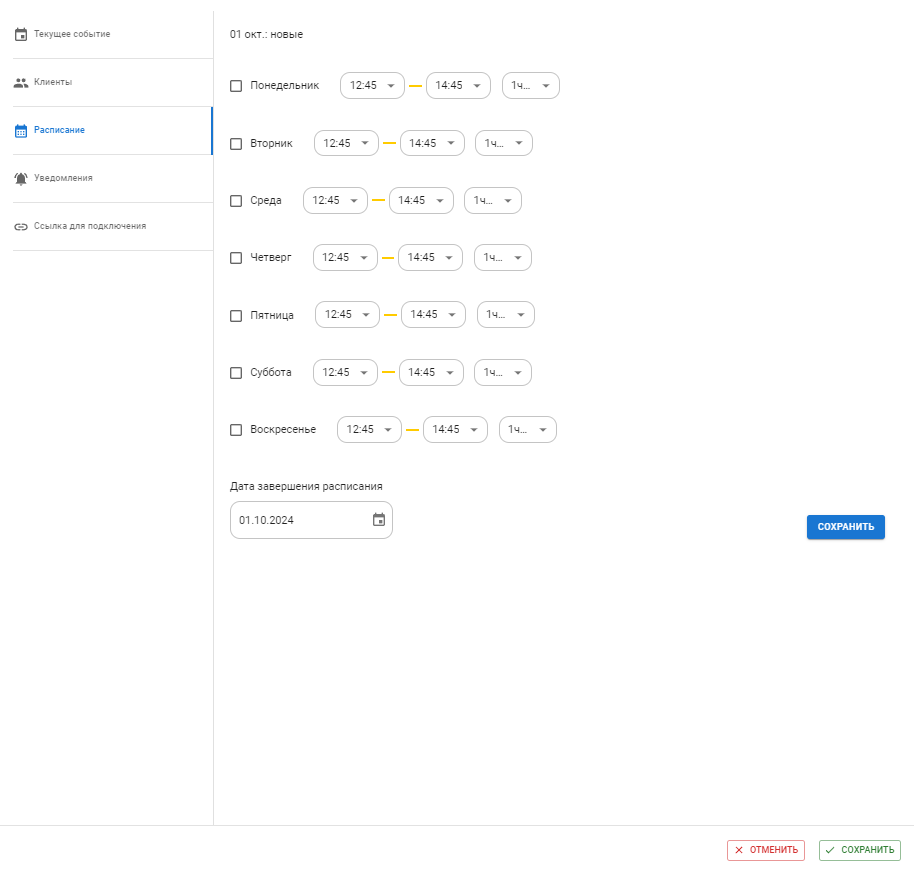 Текущее событие
Клиенты
Расписание
Уведомления
Ссылка для подключения
01 окт.: новые
Понедельник 12:45 14:45 1ч...
Вторник 12:45 14:45 1ч...
Среда 12:45 14:45 1ч...
Четверг 12:45 14:45 1ч...
Пятница 12:45 14:45 1ч...
Суббота 12:45 14:45 1ч...
Воскресенье 12:45 14:45 1ч...
Дата завершения расписания
01.10.2024
СОХРАНИТЬ
ОТМЕНИТЬ СОХРАНИТЬ